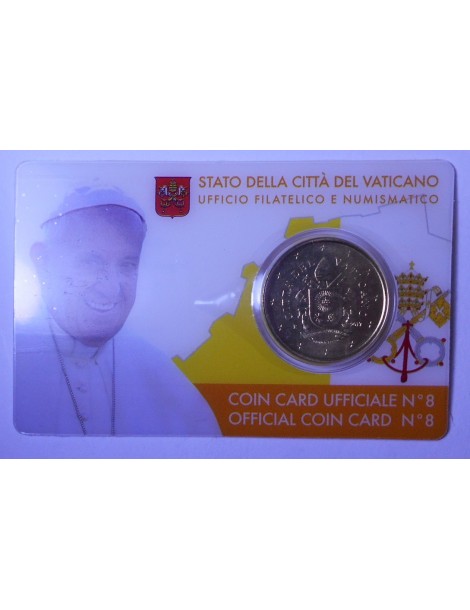 STATO DELLA CITTÀ DEL VATICANO
UFFICIO FILATELICO E NUMISMATICO
COIN CARD UFFICIALE N°8
OFFICIAL COIN CARD N°8